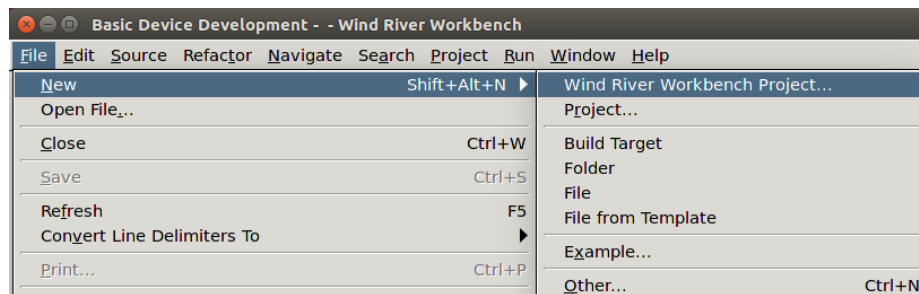 Basic Device Development - - Wind River Workbench
File Edit Source Refactor Navigate Search Project Run Window Help
New Shift+Alt+N
Open File...
Close Ctrl+W
Save Ctrl+S
Refresh F5
Convert Line Delimiters To
Print... Ctrl+P
Wind River Workbench Project...
Project...
Build Target
Folder
File
File from Template
Example...
Other... Ctrl+N